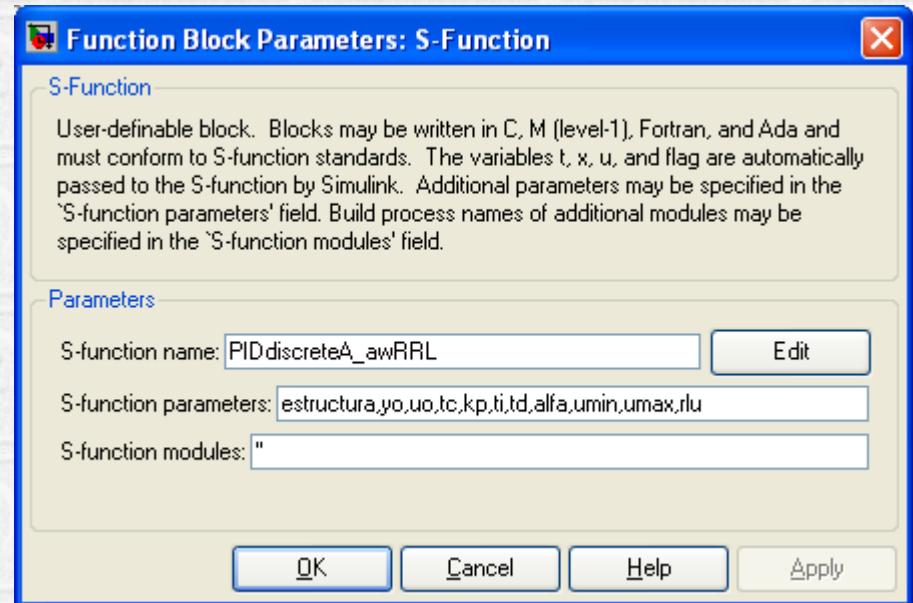 Function Block Parameters: S-Function
S-Function
User-definable block.  Blocks may be written in C, M (level-1), Fortran, and Ada and
must conform to S-function standards.  The variables t, x, u, and flag are automatically
passed to the S-function by Simulink.  Additional parameters may be specified in the
`S-function parameters' field. Build process names of additional modules may be
specified in the `S-function modules' field.
Parameters
S-function name: PIDdiscreteA_awRRL Edit
S-function parameters: estructura,yo,uo,tc,kp,ti,td,alfa,umin,umax,rlu
S-function modules: ''
OK Cancel Help Apply